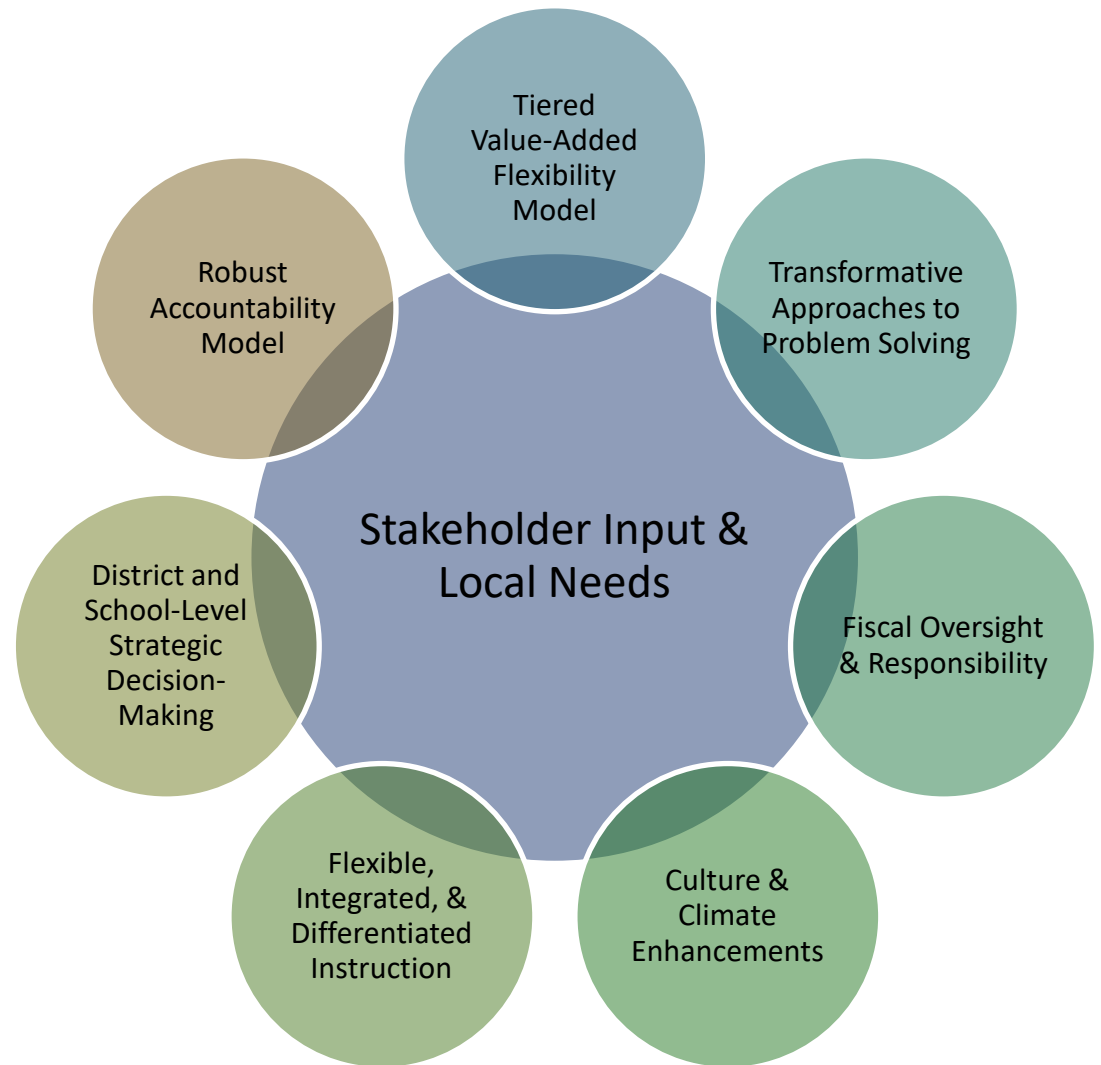 Tiered
Value-Added
Flexibility
Model
Transformative
Approaches to
Problem Solving
Fiscal Oversight
& Responsibility
Culture &
Climate
Enhancements
Flexible,
Integrated, &
Differentiated
Instruction
District and
School-Level
Strategic
Decision-
Making
Robust
Accountability
Model
Stakeholder Input &
Local Needs